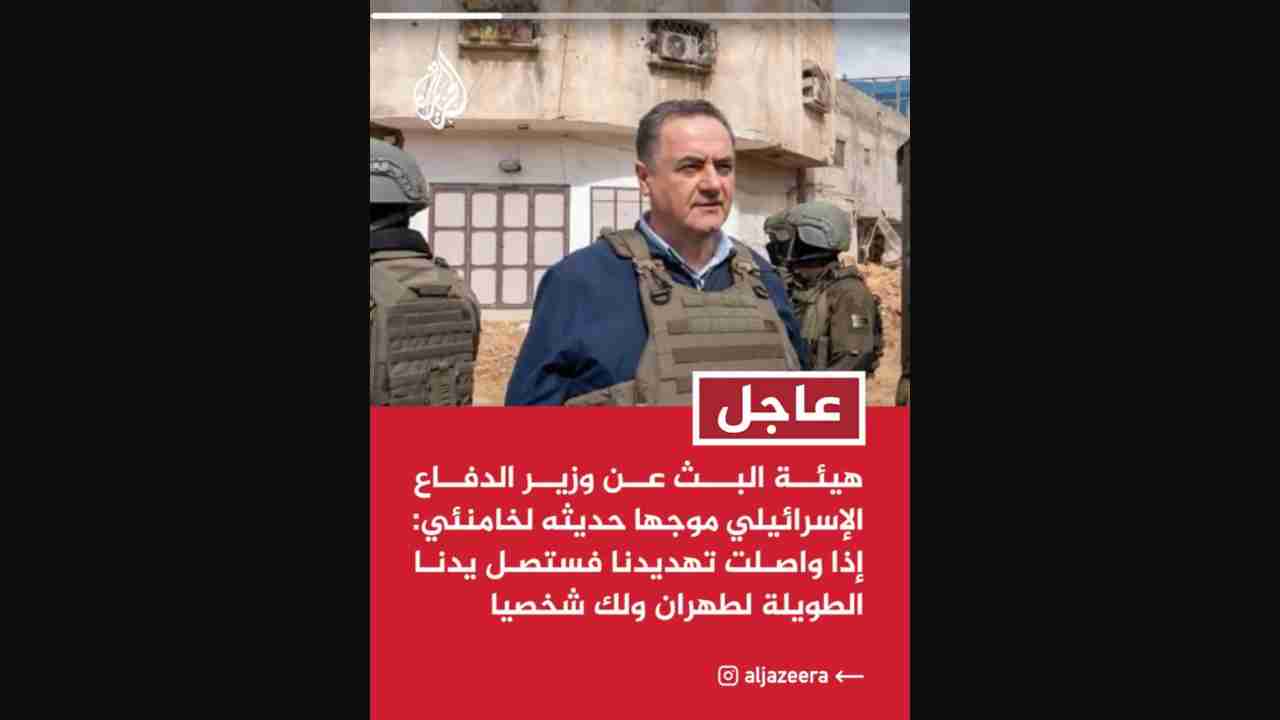 الجزيرة
عاجل
هيئة البث عن وزير الدفاع
الإسرائيلي موجها حديثه لخامنئي:
إذا واصلت تهديدنا فستصل يدنا
الطويلة لطهران ولك شخصيا
aljazeera